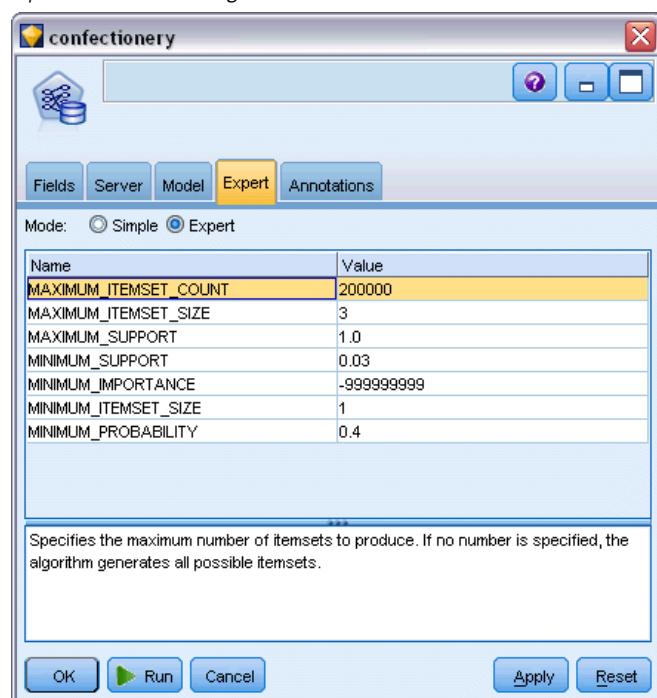 confectionery
Fields Server Model Expert Annotations
Mode: Simple Expert
Name Value
MAXIMUM_ITEMSET_COUNT 200000
MAXIMUM_ITEMSET_SIZE 3
MAXIMUM_SUPPORT 1.0
MINIMUM_SUPPORT 0.03
MINIMUM_IMPORTANCE -999999999
MINIMUM_ITEMSET_SIZE 1
MINIMUM_PROBABILITY 0.4
Specifies the maximum number of itemsets to produce. If no number is specified, the
algorithm generates all possible itemsets.
OK Run Cancel Apply Reset